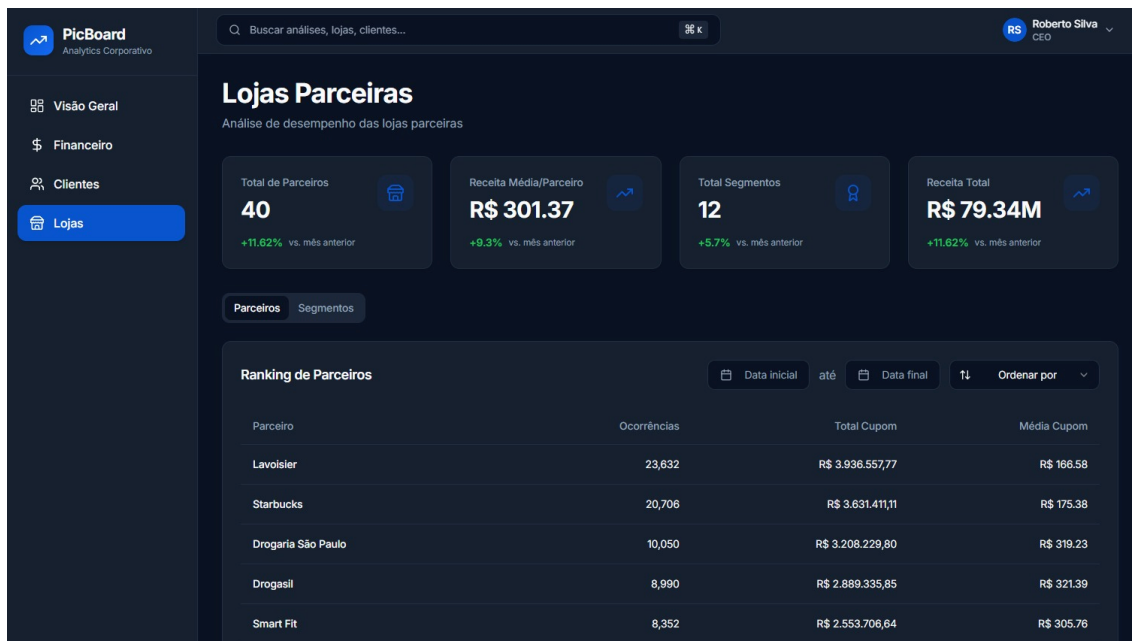 PicBoard
Analytics Corporativo
Buscar análises, lojas, clientes...
⌘ K
RS
Roberto Silva
CEO
Visão Geral
Financeiro
Clientes
Lojas
Lojas Parceiras
Análise de desempenho das lojas parceiras
Total de Parceiros
40
+11.62% vs. mês anterior
Receita Média/Parceiro
R$ 301.37
+9.3% vs. mês anterior
Total Segmentos
12
+5.7% vs. mês anterior
Receita Total
R$ 79.34M
+11.62% vs. mês anterior
Parceiros Segmentos
Ranking de Parceiros
Data inicial até Data final Ordenar por
Parceiro Ocorrências Total Cupom Média Cupom
Lavoisier 23,632 R$ 3.936.557,77 R$ 166.58
Starbucks 20,706 R$ 3.631.411,11 R$ 175.38
Drogaria São Paulo 10,050 R$ 3.208.229,80 R$ 319.23
Drogasil 8,990 R$ 2.889.335,85 R$ 321.39
Smart Fit 8,352 R$ 2.553.706,64 R$ 305.76